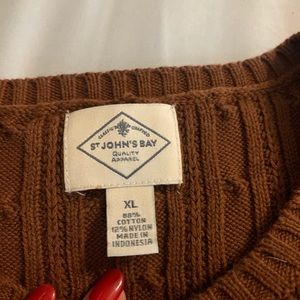 ST JOHN'S BAY
QUALITY
APPAREL
XL
88%
COTTON
12% NYLON
MADE IN
INDONESIA